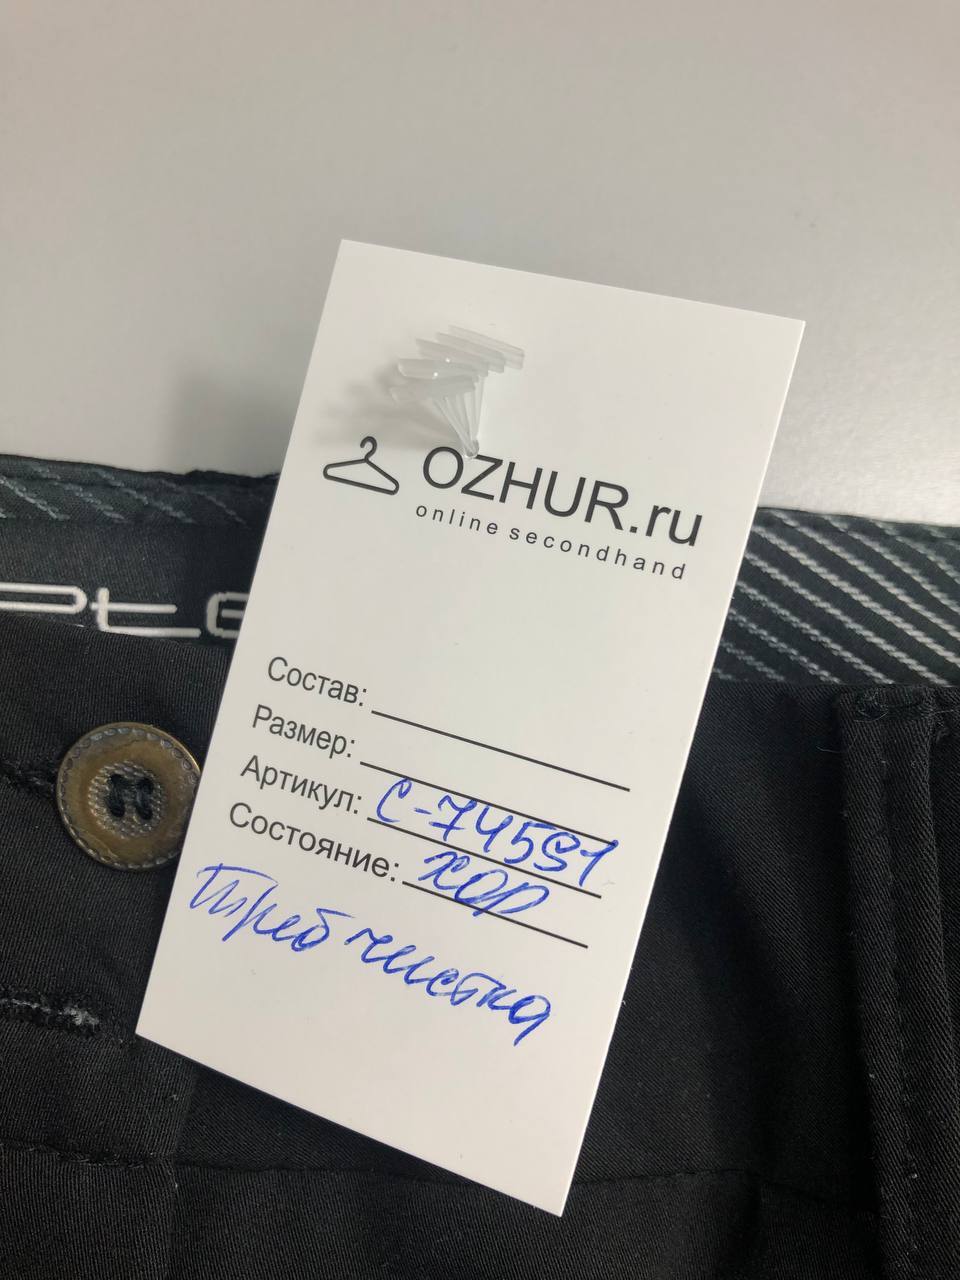 OZHUR.ru
online secondhand
Состав:
Размер:
Артикул: С-74591
Состояние: хор
Треб чистка